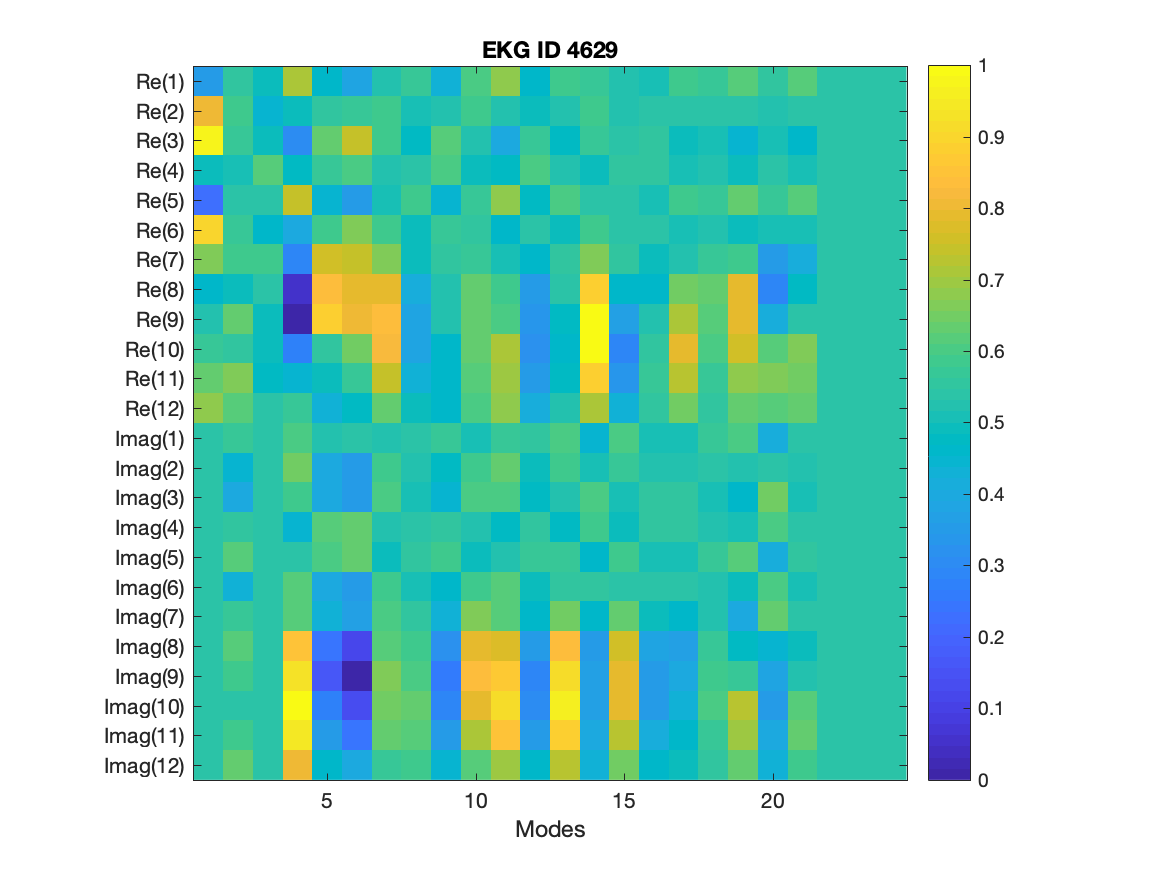 EKG ID 4629
Re(1)
Re(2)
Re(3)
Re(4)
Re(5)
Re(6)
Re(7)
Re(8)
Re(9)
Re(10)
Re(11)
Re(12)
Imag(1)
Imag(2)
Imag(3)
Imag(4)
Imag(5)
Imag(6)
Imag(7)
Imag(8)
Imag(9)
Imag(10)
Imag(11)
Imag(12)
5 10 15 20
Modes
1
0.9
0.8
0.7
0.6
0.5
0.4
0.3
0.2
0.1
0